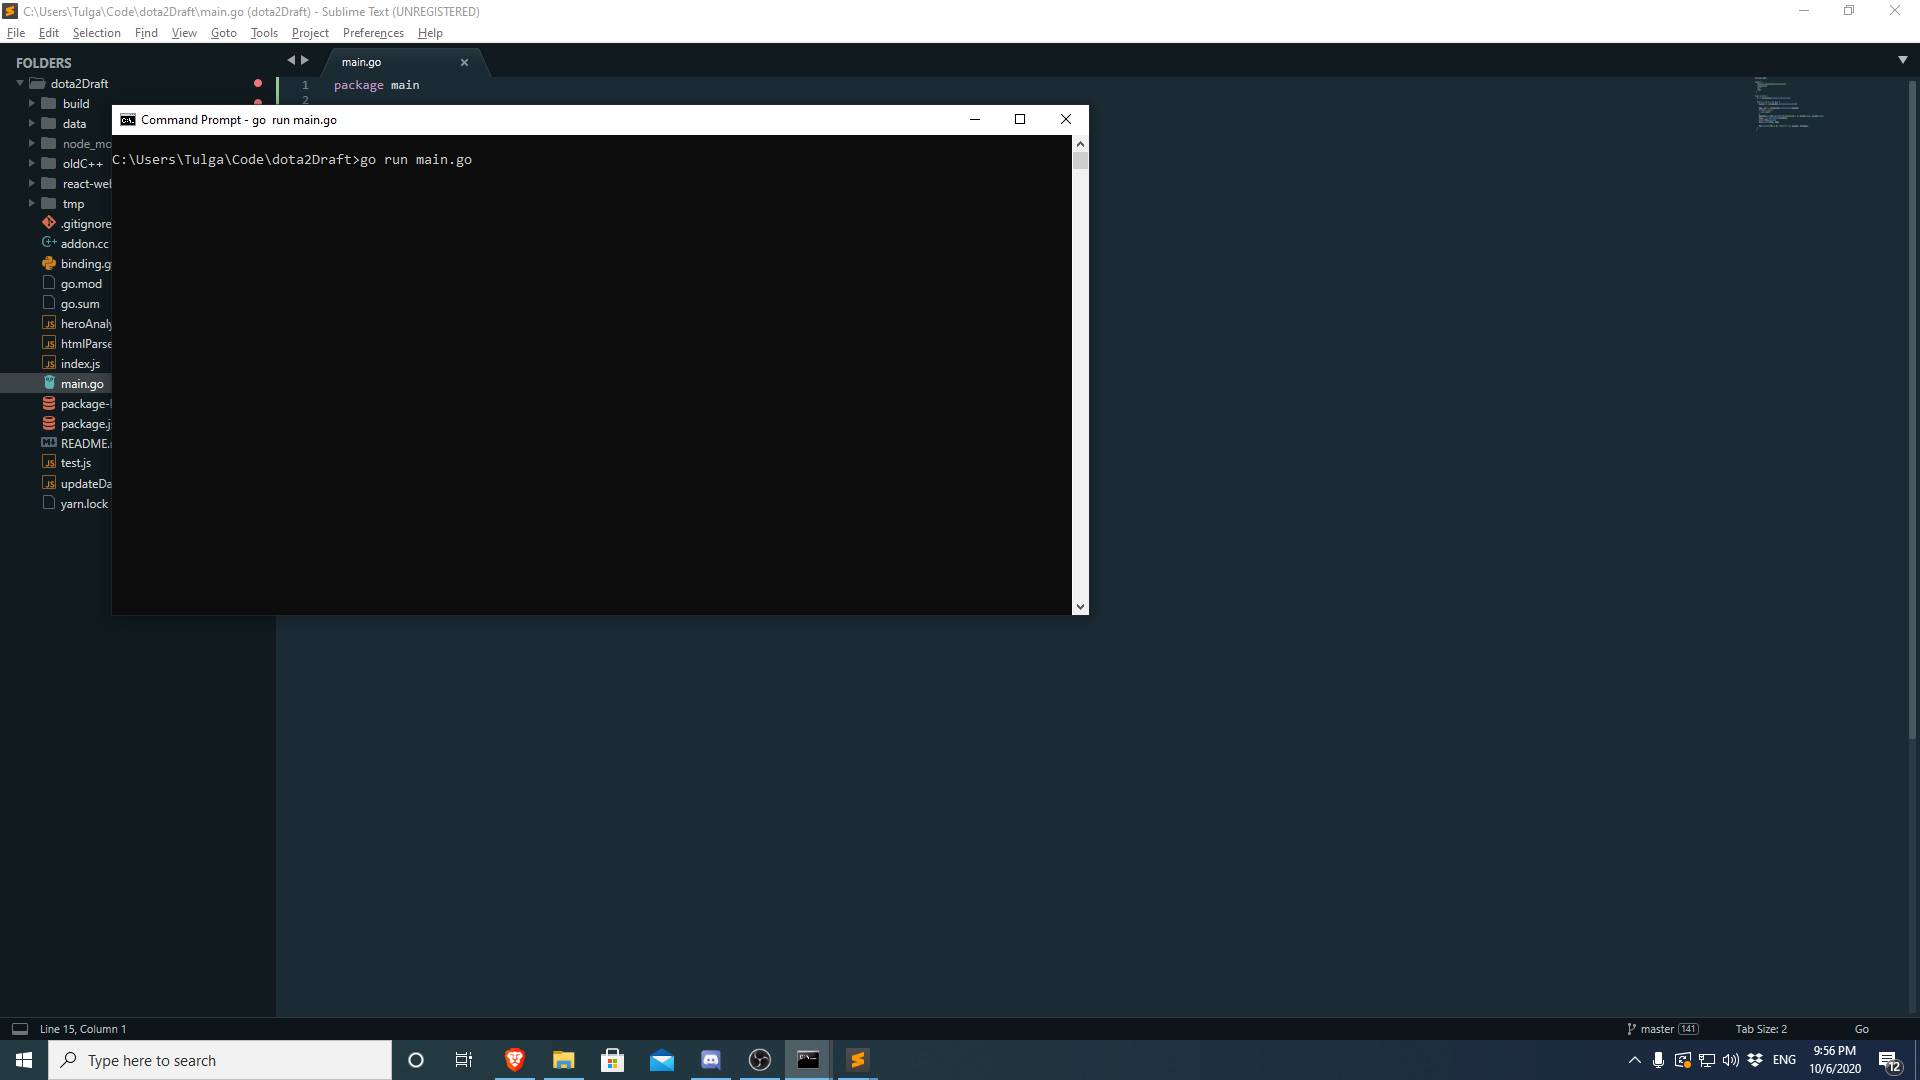 C:\Users\Tulga\Code\dota2Draft\main.go (dota2Draft) - Sublime Text (UNREGISTERED)
File Edit Selection Find View Goto Tools Project Preferences Help
FOLDERS
dota2Draft
build
data
node_mo
oldC++
react-wel
tmp
.gitignore
addon.cc
binding.g
go.mod
go.sum
heroAnaly
htmlParse
index.js
main.go
package-
package.j
README.
test.js
updateDa
yarn.lock
main.go
1 package main
2
Command Prompt - go  run main.go
C:\Users\Tulga\Code\dota2Draft>go run main.go
Line 15, Column 1
master 141
Tab Size: 2
Go
Type here to search
ENG
9:56 PM
10/6/2020
12